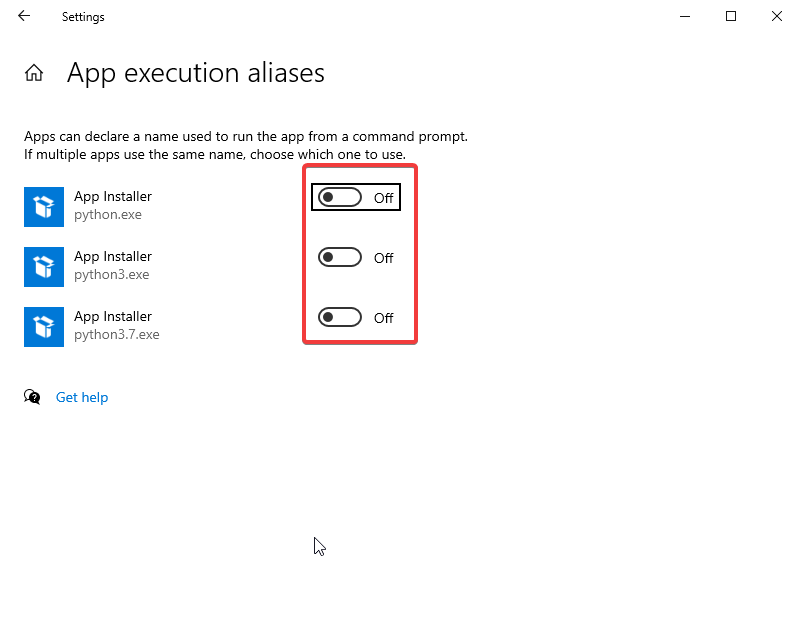 Settings
App execution aliases
Apps can declare a name used to run the app from a command prompt.
If multiple apps use the same name, choose which one to use.
App Installer
python.exe
Off
App Installer
python3.exe
Off
App Installer
python3.7.exe
Off
Get help